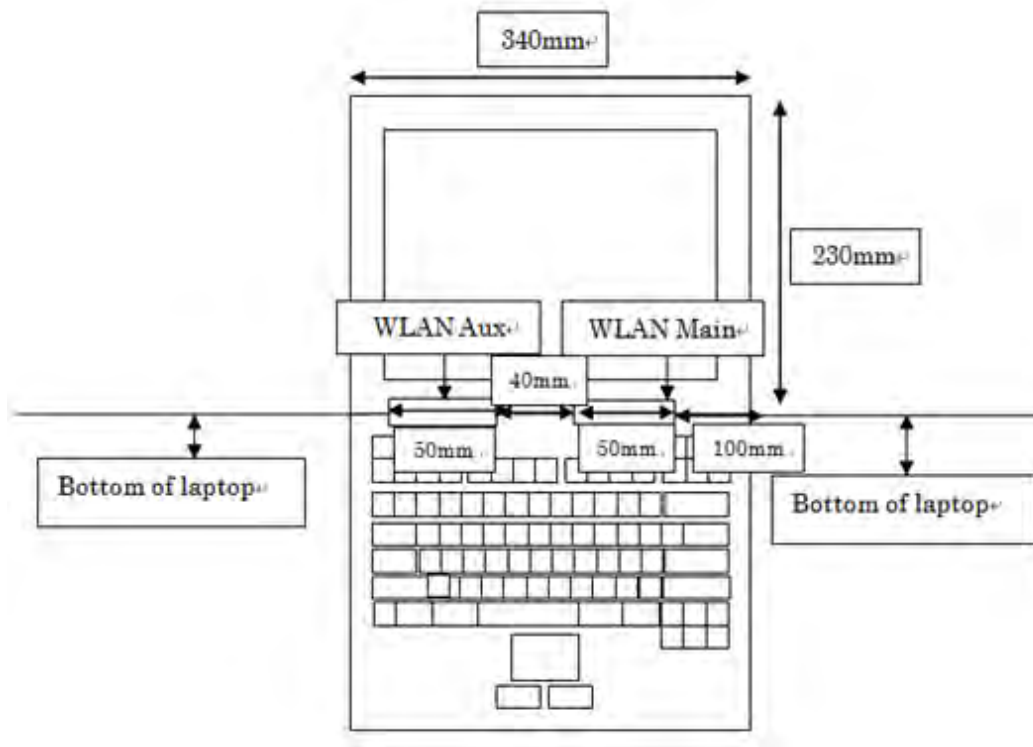 340mm
230mm
WLAN Aux
WLAN Main
40mm
50mm
50mm
100mm
Bottom of laptop
Bottom of laptop